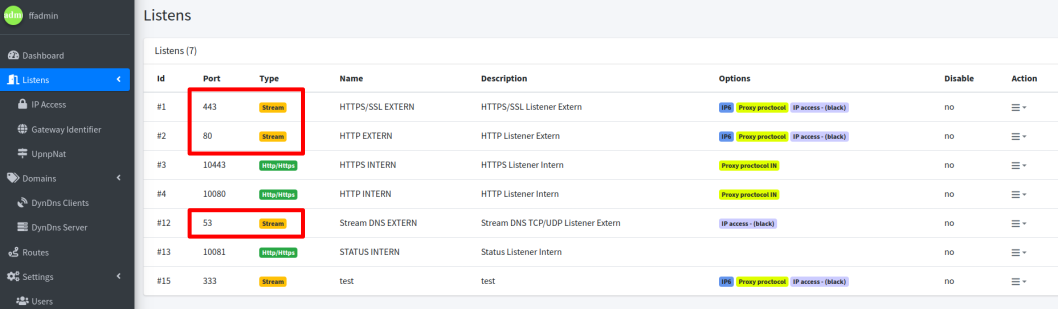 ndm ffadmin
Listens
Dashboard
Listens
IP Access
Gateway Identifier
UpnpNat
Domains
DynDns Clients
DynDns Server
Routes
Settings
Users
Listens (7)
Id Port Type Name Description Options Disable Action
#1 443 Stream HTTPS/SSL EXTERN HTTPS/SSL Listener Extern IP6 Proxy proctocol IP access - (black) no
#2 80 Stream HTTP EXTERN HTTP Listener Extern IP6 Proxy proctocol IP access - (black) no
#3 10443 Http/Https HTTPS INTERN HTTPS Listener Intern Proxy proctocol IN no
#4 10080 Http/Https HTTP INTERN HTTP Listener Intern Proxy proctocol IN no
#12 53 Stream Stream DNS EXTERN Stream DNS TCP/UDP Listener Extern IP access - (black) no
#13 10081 Http/Https STATUS INTERN Status Listener Intern no
#15 333 Stream test test IP6 Proxy proctocol IP access - (black) no